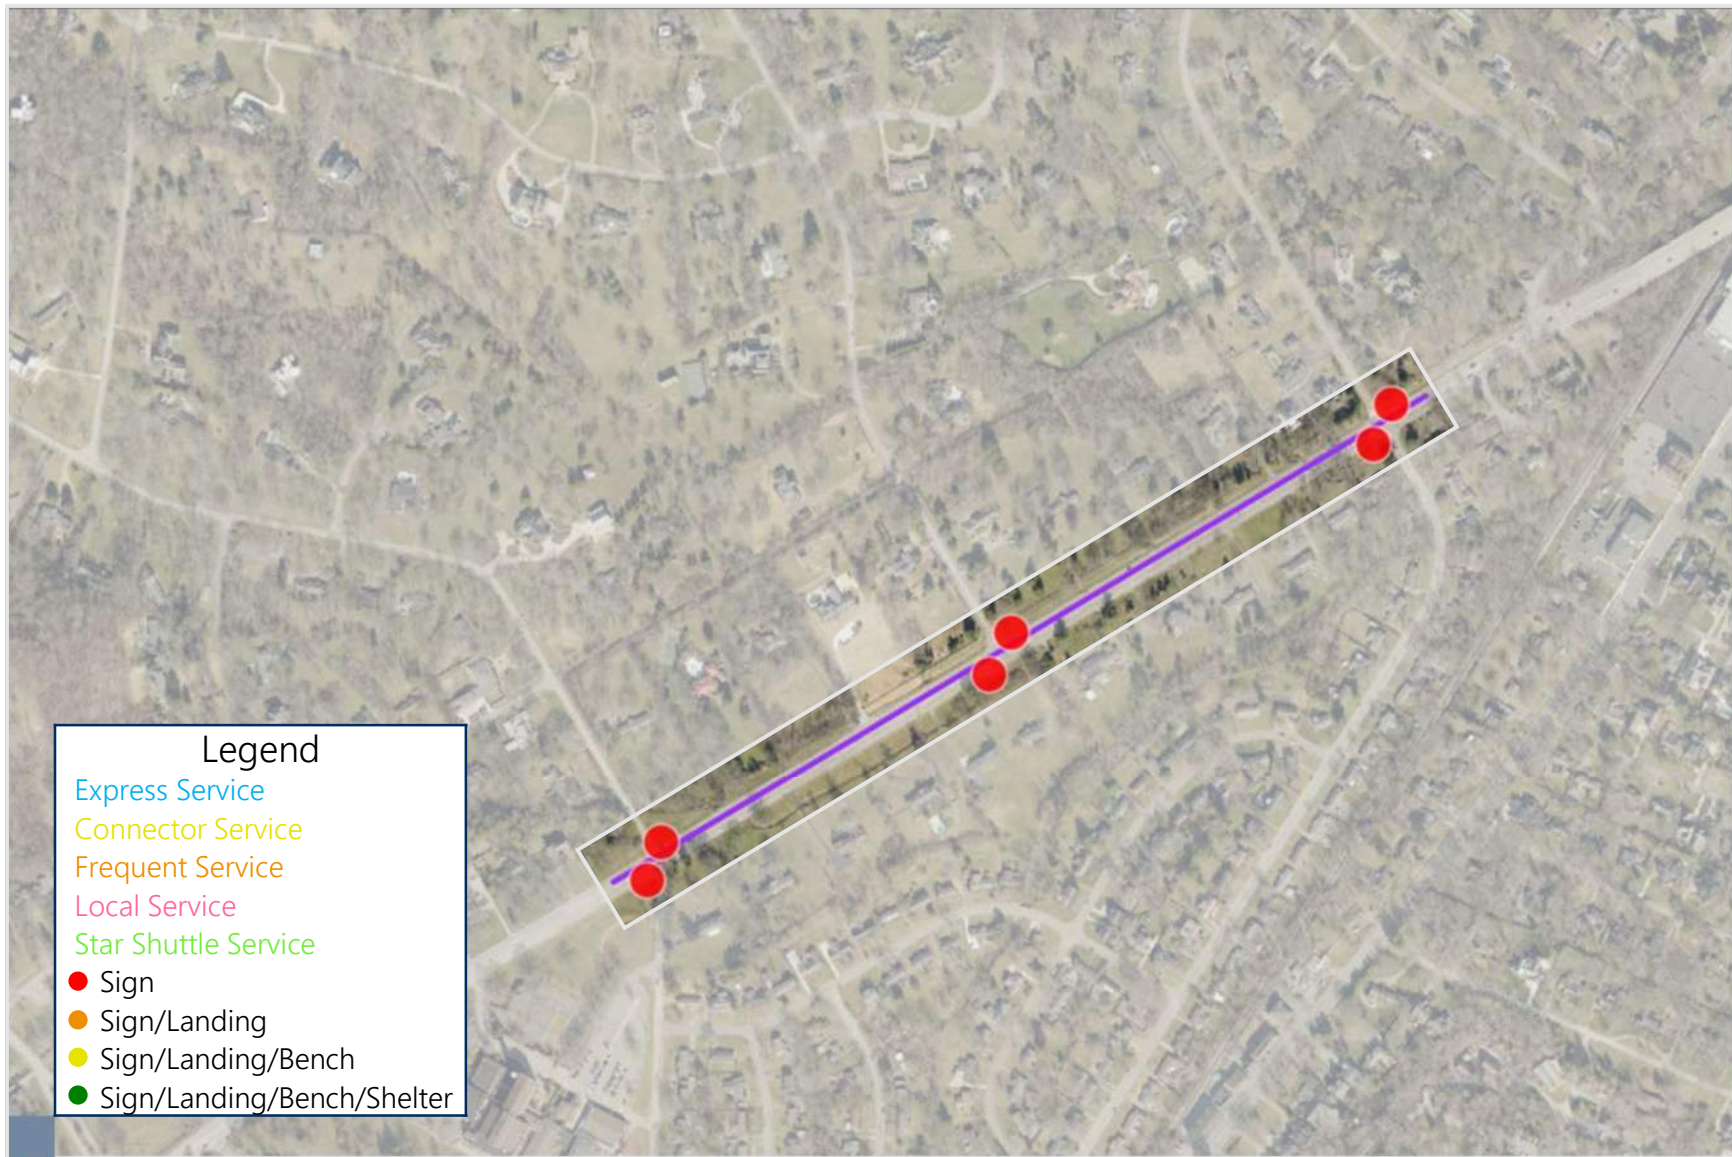 Legend
Express Service
Connector Service
Frequent Service
Local Service
Star Shuttle Service
Sign
Sign/Landing
Sign/Landing/Bench
Sign/Landing/Bench/Shelter